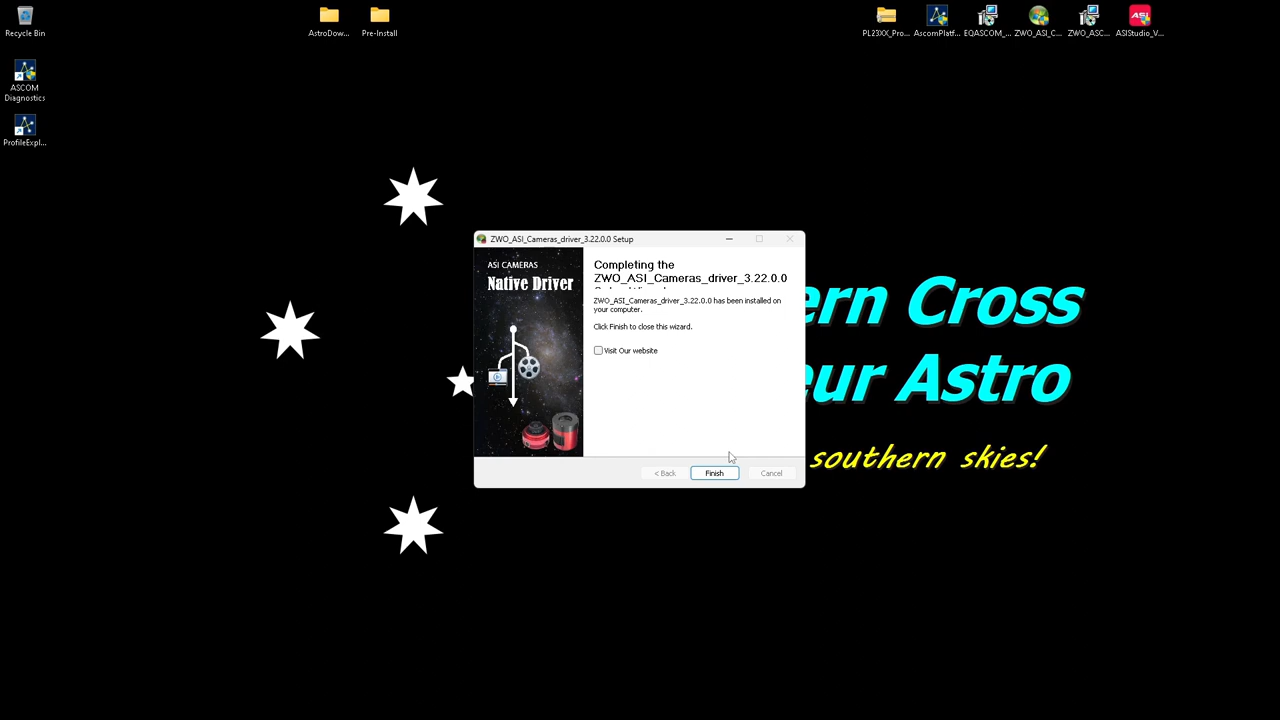 Recycle Bin
AstroDow...
Pre-Install
PL23XX_Pro...
AscomPlatf...
EQASCOM_...
ZWO_ASI_C...
ZWO_ASC...
ASI
ASIStudio_V...
ASCOM
Diagnostics
ProfileExpl...
ZWO_ASI_Cameras_driver_3.22.0.0 Setup
ASI CAMERAS
Native Driver
Completing the
ZWO_ASI_Cameras_driver_3.22.0.0
ZWO_ASI_Cameras_driver_3.22.0.0 has been installed on
your computer.
Click Finish to close this wizard.
Visit Our website
< Back
Finish
Cancel
ern Cross
eur Astro
southern skies!